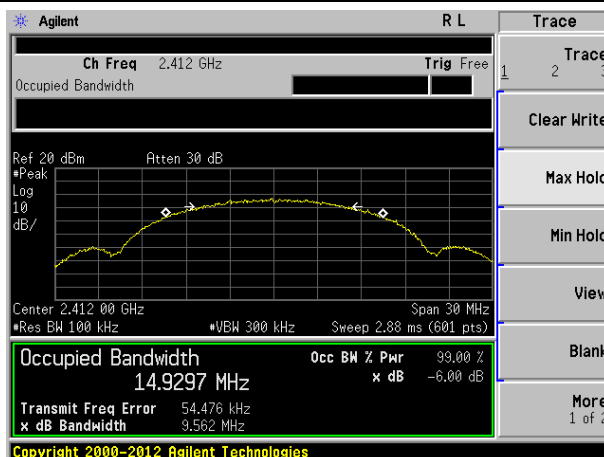 Agilent R L Trace
Ch Freq 2.412 GHz Trig Free
Occupied Bandwidth
Trace
1 2 3
Clear Write
Max Hold
Min Hold
View
Blank
More
1 of 2
Ref 20 dBm Atten 30 dB
#Peak
Log
10
dB/
Center 2.412 00 GHz Span 30 MHz
#Res BW 100 kHz #VBW 300 kHz Sweep 2.88 ms (601 pts)
Occupied Bandwidth Occ BW % Pwr 99.00 %
14.9297 MHz x dB -6.00 dB
Transmit Freq Error 54.476 kHz
x dB Bandwidth 9.562 MHz
Copyright 2000-2012 Agilent Technologies